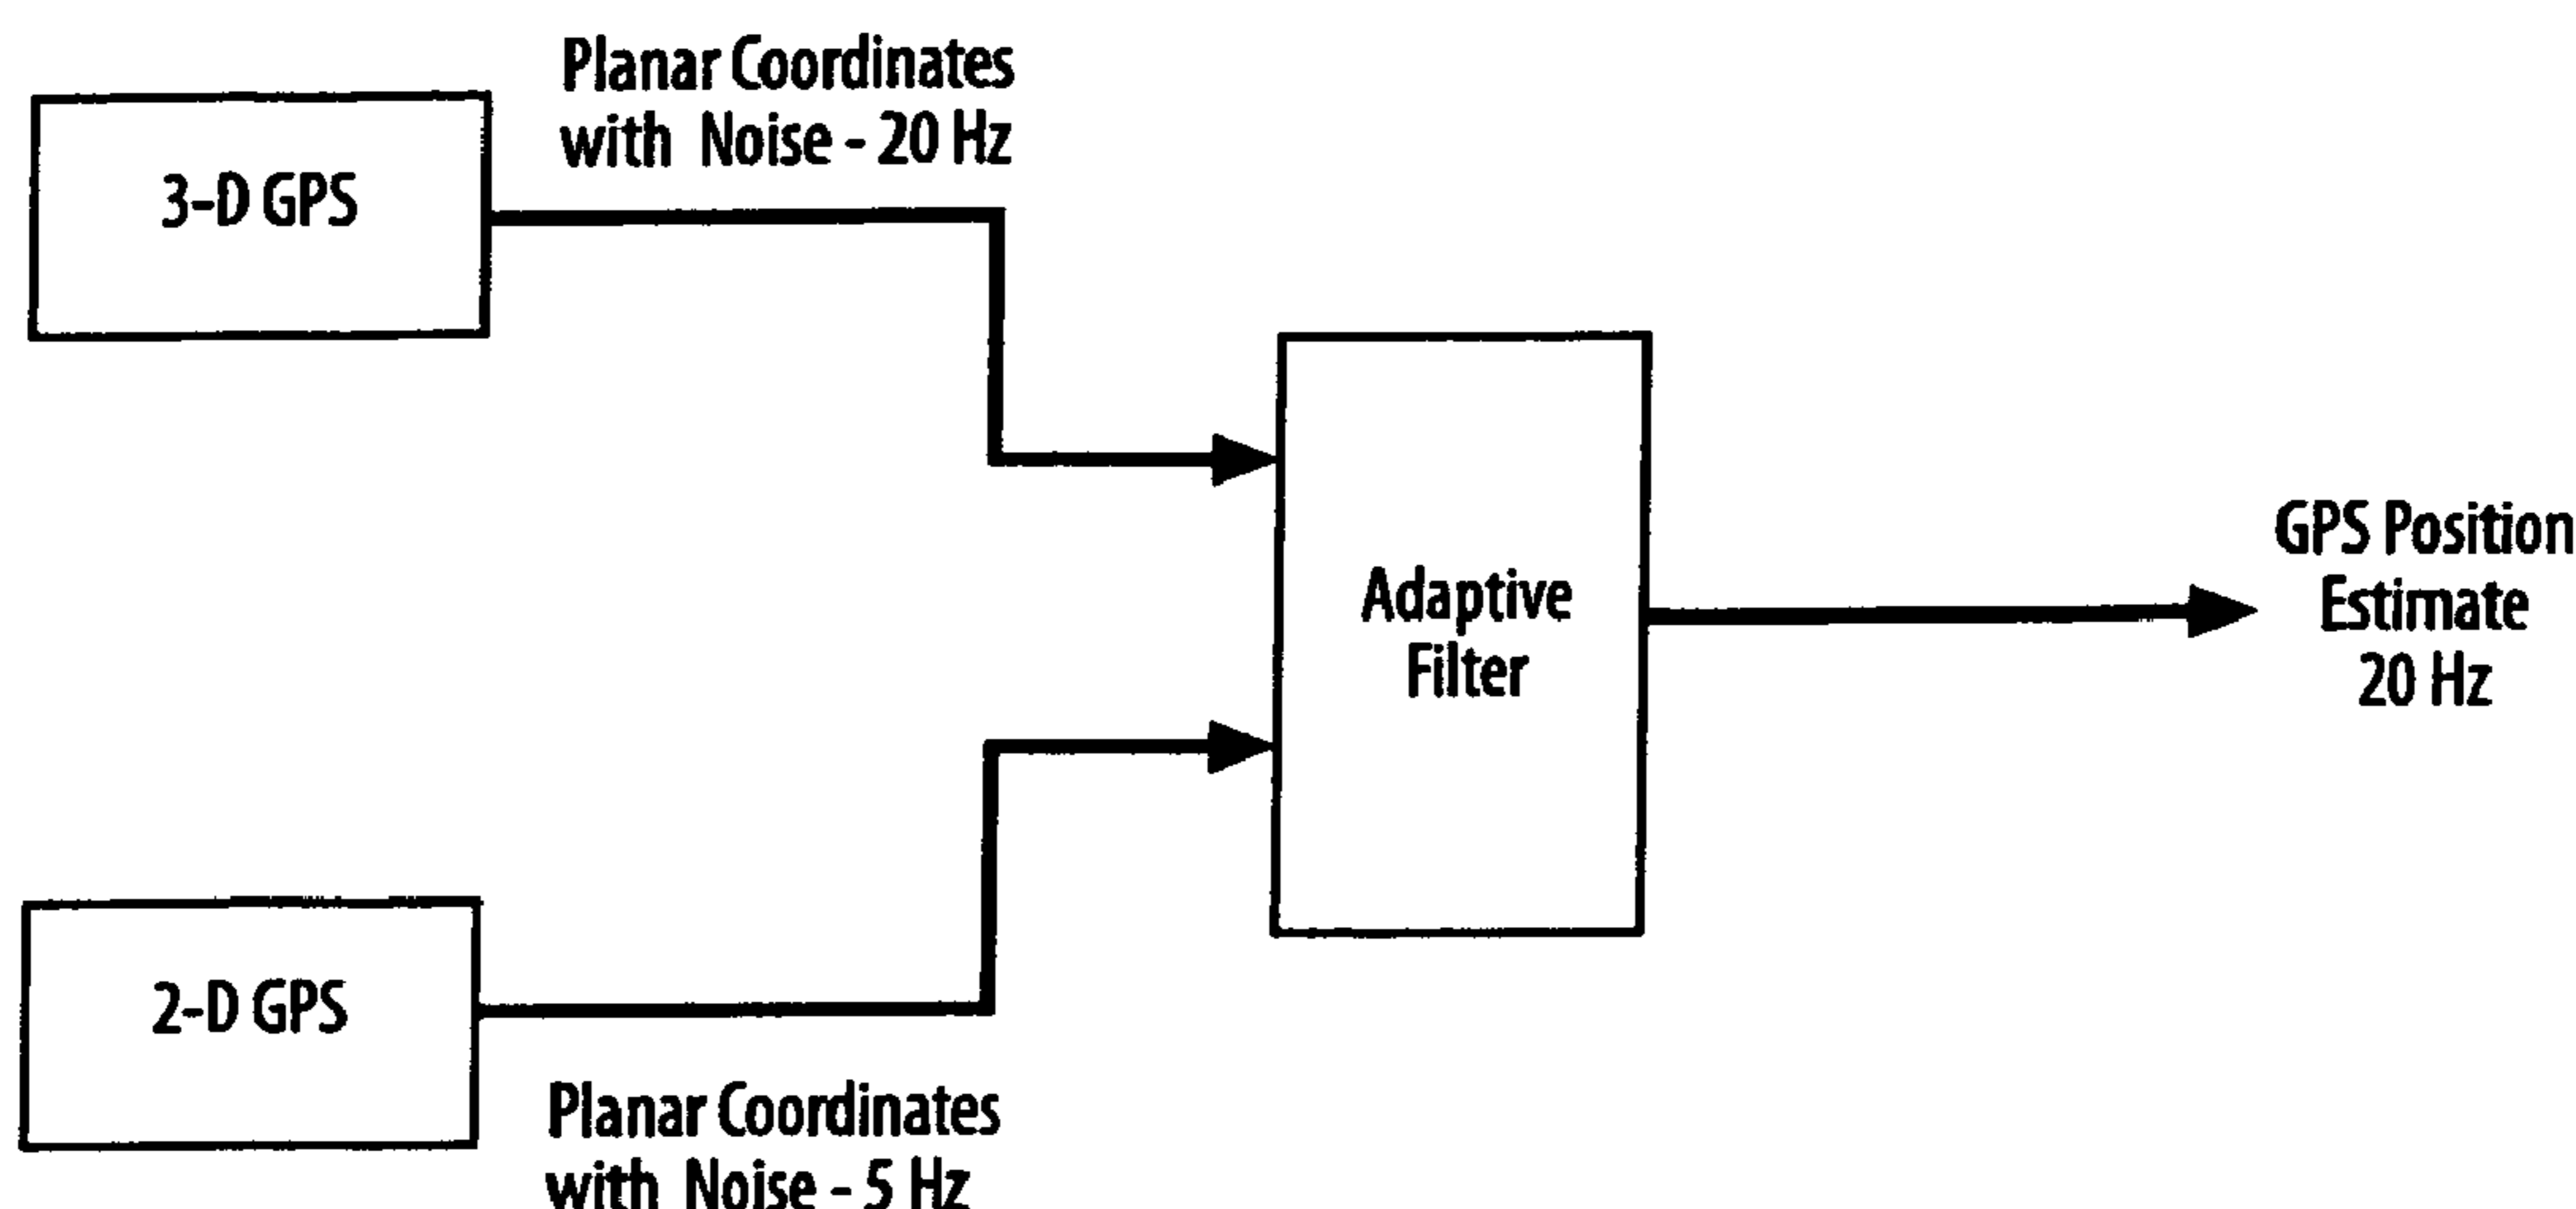 Planar Coordinates
with Noise - 20 Hz
3-D GPS
Adaptive
Filter
GPS Position
Estimate
20 Hz
2-D GPS
Planar Coordinates
with Noise - 5 Hz